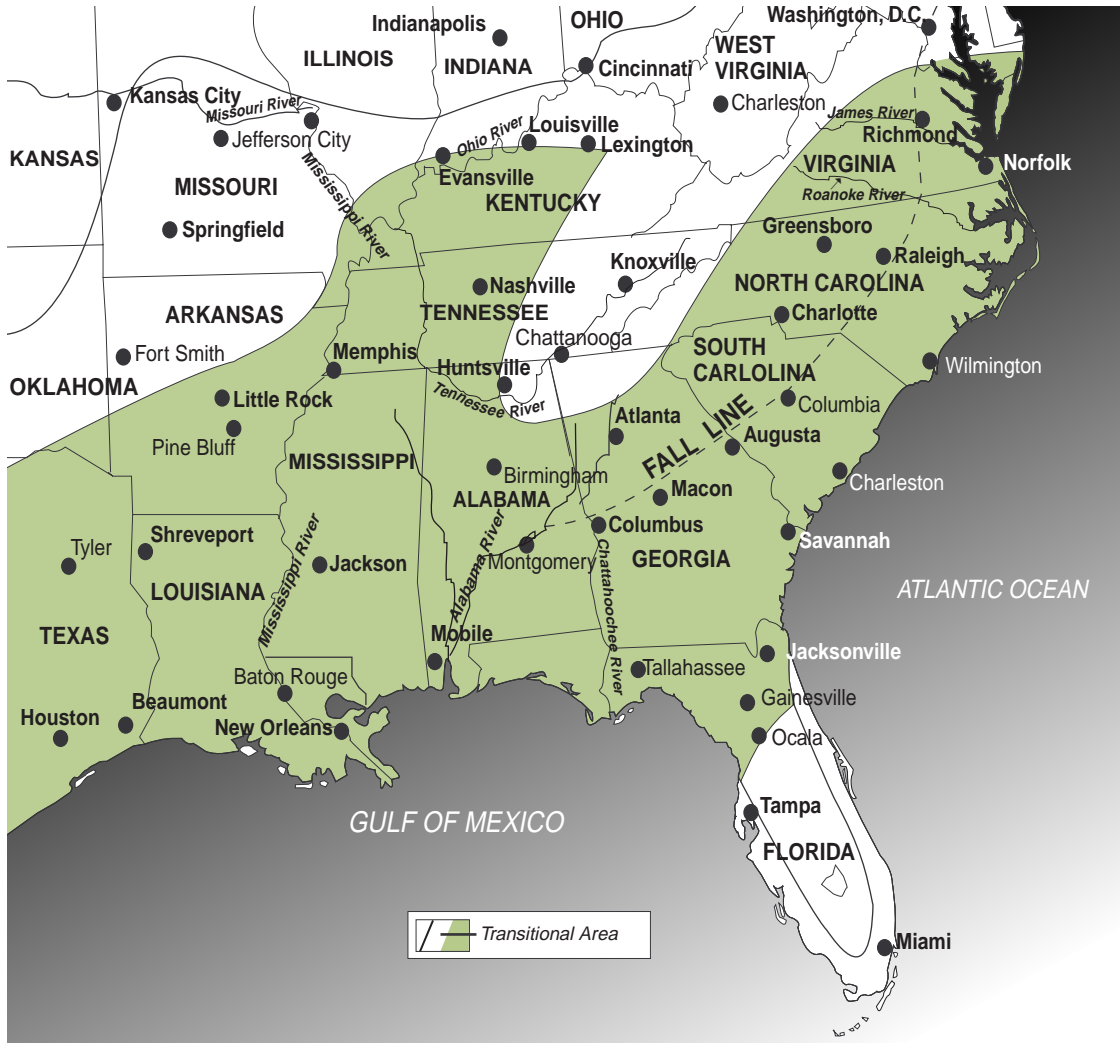 Indianapolis
OHIO
Washington, D.C.
ILLINOIS
INDIANA
WEST
VIRGINIA
Cincinnati
Kansas City
Missouri River
Charleston
Jefferson City
Ohio River
Louisville
James River
Richmond
KANSAS
Lexington
Mississippi River
Evansville
VIRGINIA
Norfolk
MISSOURI
KENTUCKY
Roanoke River
Springfield
Greensboro
Raleigh
Knoxville
Nashville
NORTH CAROLINA
ARKANSAS
TENNESSEE
Charlotte
Chattanooga
Fort Smith
Memphis
SOUTH
CARLOLINA
Wilmington
OKLAHOMA
Huntsville
Tennessee River
Little Rock
Columbia
Atlanta
FALL LINE
Pine Bluff
Augusta
MISSISSIPPI
Birmingham
Charleston
ALABAMA
Macon
Columbus
Shreveport
Savannah
Tyler
Mississippi River
Jackson
Alabama River
Montgomery
Chattahoochee River
GEORGIA
LOUISIANA
ATLANTIC OCEAN
TEXAS
Mobile
Jacksonville
Baton Rouge
Tallahassee
Beaumont
Gainesville
Houston
New Orleans
Ocala
Tampa
GULF OF MEXICO
FLORIDA
Transitional Area
Miami